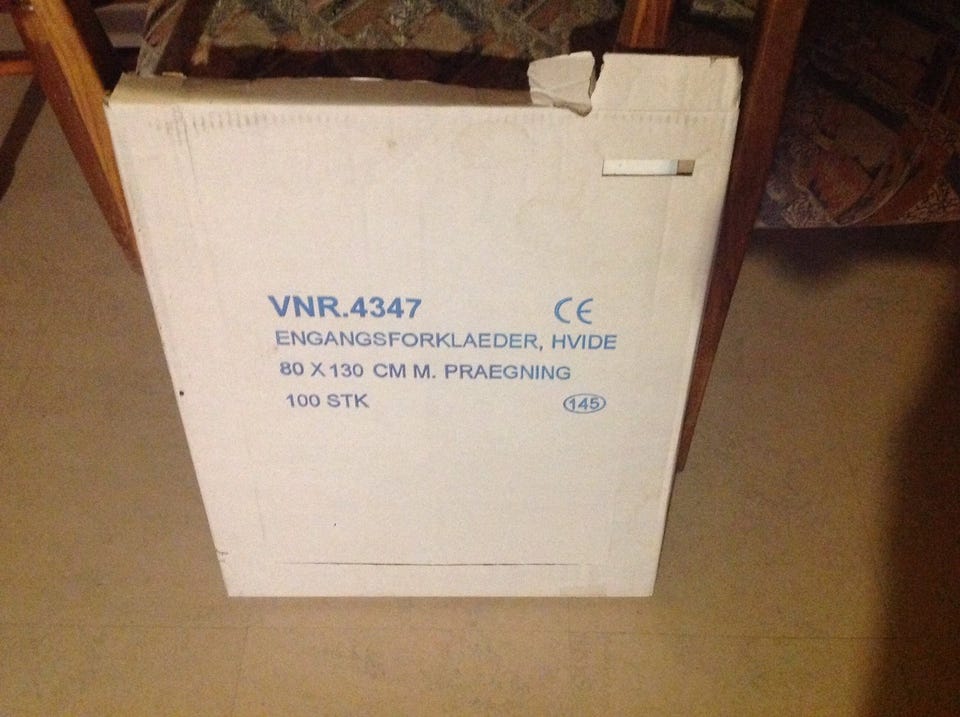 VNR.4347 CE
ENGANGSFORKLAEDER, HVIDE
80 X 130 CM M. PRAEGNING
100 STK 145